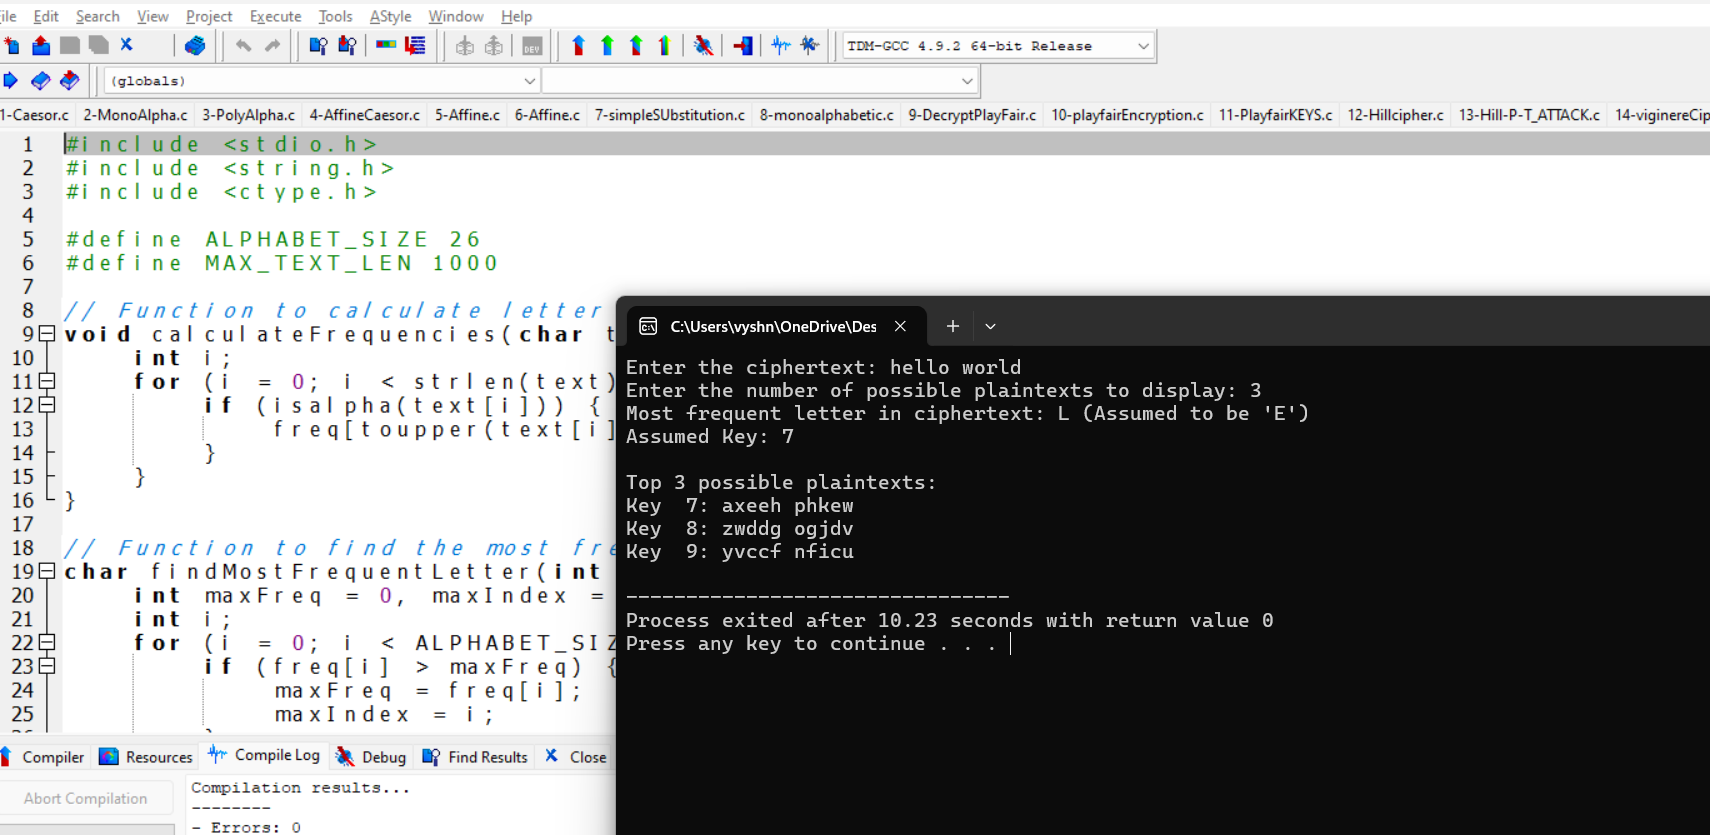 ile Edit Search View Project Execute Tools AStyle Window Help
DEV TDM-GCC 4.9.2 64-bit Release
(globals)
1-Caesor.c 2-MonoAlpha.c 3-PolyAlpha.c 4-AffineCaesor.c 5-Affine.c 6-Affine.c 7-simpleSUbstitution.c 8-monoalphabetic.c 9-DecryptPlayFair.c 10-playfairEncryption.c 11-PlayfairKEYS.c 12-Hillcipher.c 13-Hill-P-T_ATTACK.c 14-viginereCip
1 #include <stdio.h>
2 #include <string.h>
3 #include <ctype.h>
4
5 #define ALPHABET_SIZE 26
6 #define MAX_TEXT_LEN 1000
7
8 // Function to calculate letter
9 void calculateFrequencies(char t
10 int i;
11 for (i = 0; i < strlen(text)
12 if (isalpha(text[i])) {
13 freq[toupper(text[i]
14 }
15 }
16 }
17
18 // Function to find the most fre
19 char findMostFrequentLetter(int
20 int maxFreq = 0, maxIndex =
21 int i;
22 for (i = 0; i < ALPHABET_SIZ
23 if (freq[i] > maxFreq) {
24 maxFreq = freq[i];
25 maxIndex = i;
C:\Users\vyshn\OneDrive\Des
Enter the ciphertext: hello world
Enter the number of possible plaintexts to display: 3
Most frequent letter in ciphertext: L (Assumed to be 'E')
Assumed Key: 7
Top 3 possible plaintexts:
Key  7: axeeh phkew
Key  8: zwddg ogjdv
Key  9: yvccf nficu
--------------------------------
Process exited after 10.23 seconds with return value 0
Press any key to continue . . .
Compiler Resources Compile Log Debug Find Results Close
Abort Compilation
Compilation results...
--------
- Errors: 0